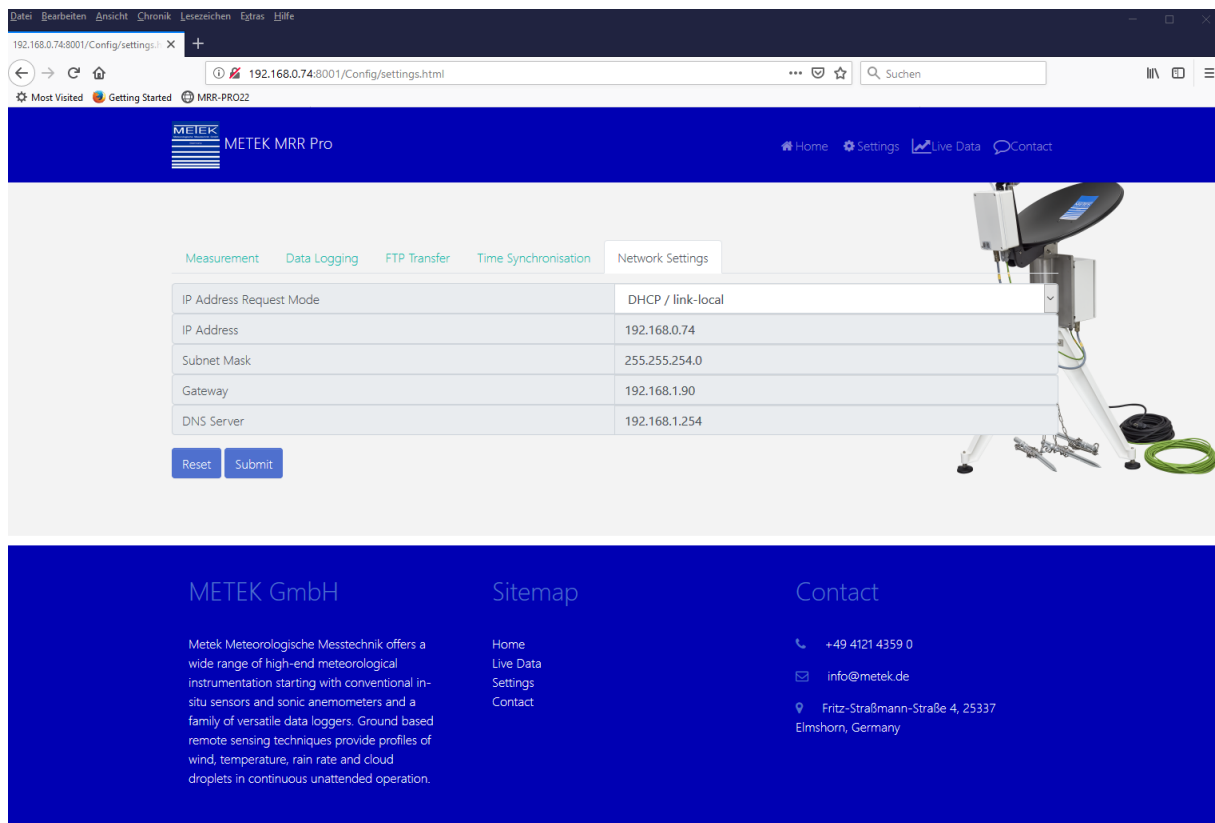 Datei Bearbeiten Ansicht Chronik Lesezeichen Extras Hilfe
192.168.0.74:8001/Config/settings.h
192.168.0.74:8001/Config/settings.html
Suchen
Most Visited Getting Started MRR-PRO22
METEK
METEK MRR Pro
Home Settings Live Data Contact
Measurement Data Logging FTP Transfer Time Synchronisation Network Settings
IP Address Request Mode DHCP / link-local
IP Address 192.168.0.74
Subnet Mask 255.255.254.0
Gateway 192.168.1.90
DNS Server 192.168.1.254
Reset Submit
METEK GmbH
Metek Meteorologische Messtechnik offers a
wide range of high-end meteorological
instrumentation starting with conventional in-
situ sensors and sonic anemometers and a
family of versatile data loggers. Ground based
remote sensing techniques provide profiles of
wind, temperature, rain rate and cloud
droplets in continuous unattended operation.
Sitemap
Home
Live Data
Settings
Contact
Contact
+49 4121 4359 0
info@metek.de
Fritz-Straßmann-Straße 4, 25337
Elmshorn, Germany